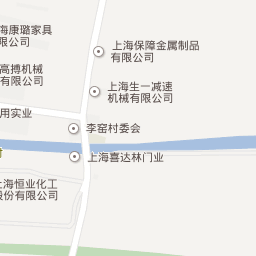 海康璐家具
有限公司
上海保障金属制品
有限公司
高搏机械
有限公司
上海生一减速
机械有限公司
用实业
李窑村委会
上海喜达林门业
上海恒业化工
股份有限公司